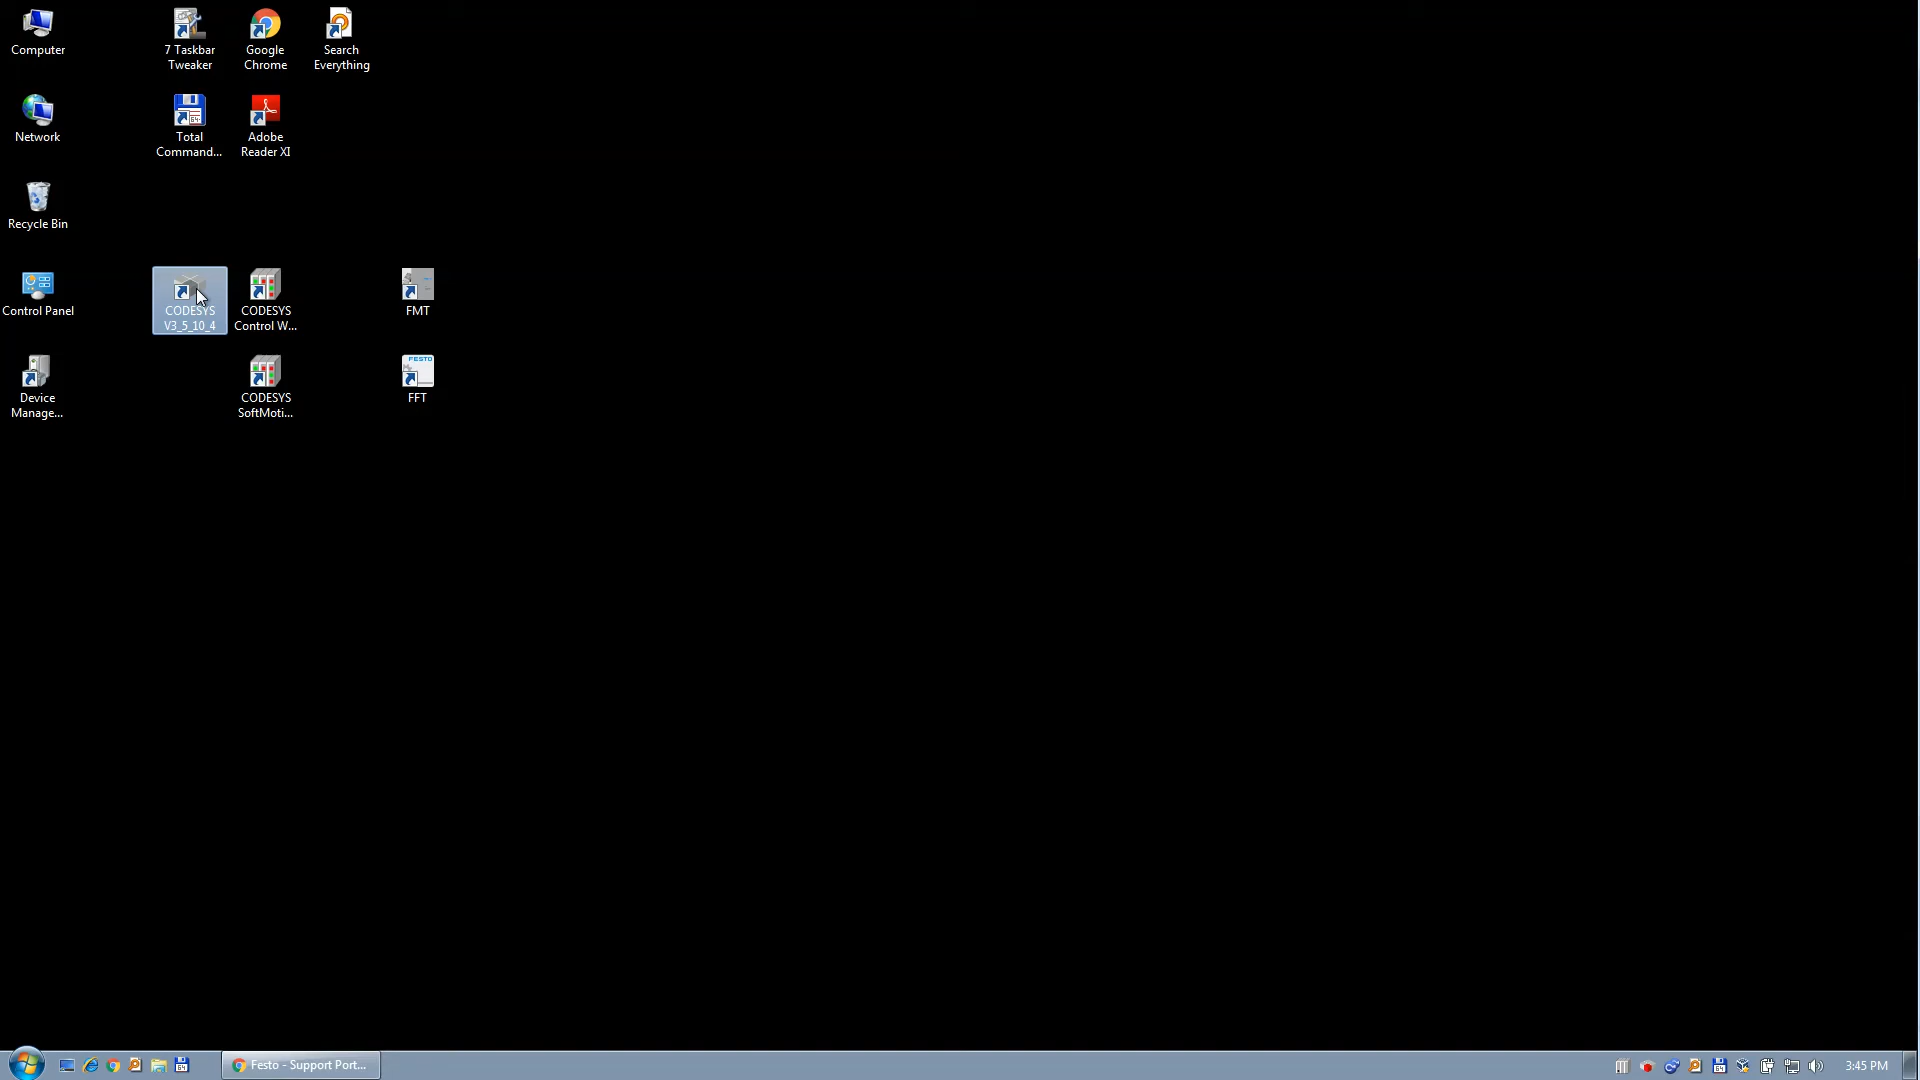 Computer
7 Taskbar
Tweaker
Google
Chrome
Search
Everything
Network
Total
Command...
Adobe
Reader XI
Recycle Bin
Control Panel
CODESYS
V3_5_10_4
CODESYS
Control W...
FMT
Device
Manage...
CODESYS
SoftMoti...
FESTO
FFT
Festo - Support Port...
3:45 PM